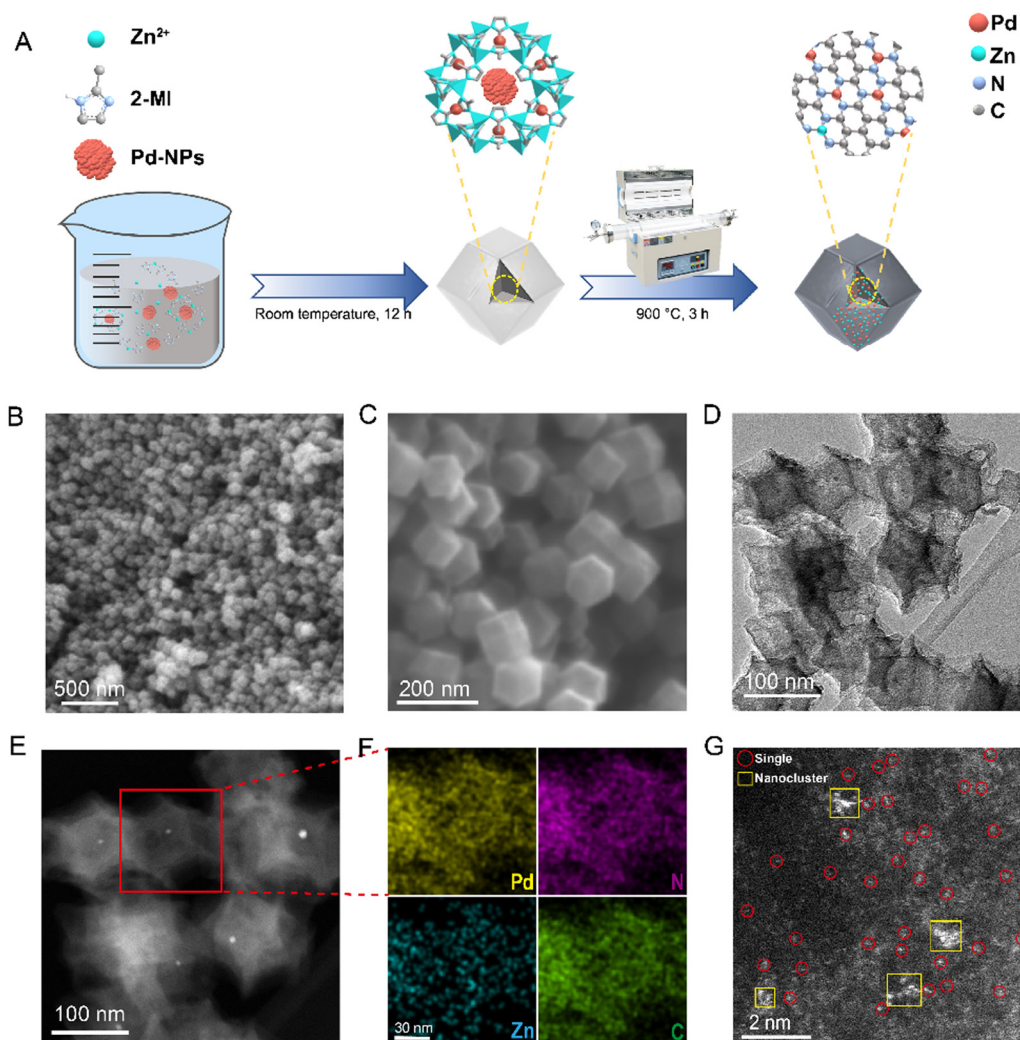 A
Zn²⁺
2-MI
Pd-NPs
Room temperature, 12 h
900 °C, 3 h
Pd
Zn
N
C
B
500 nm
C
200 nm
D
100 nm
E
100 nm
F
Pd
N
Zn
30 nm
C
G
Single
Nanocluster
2 nm